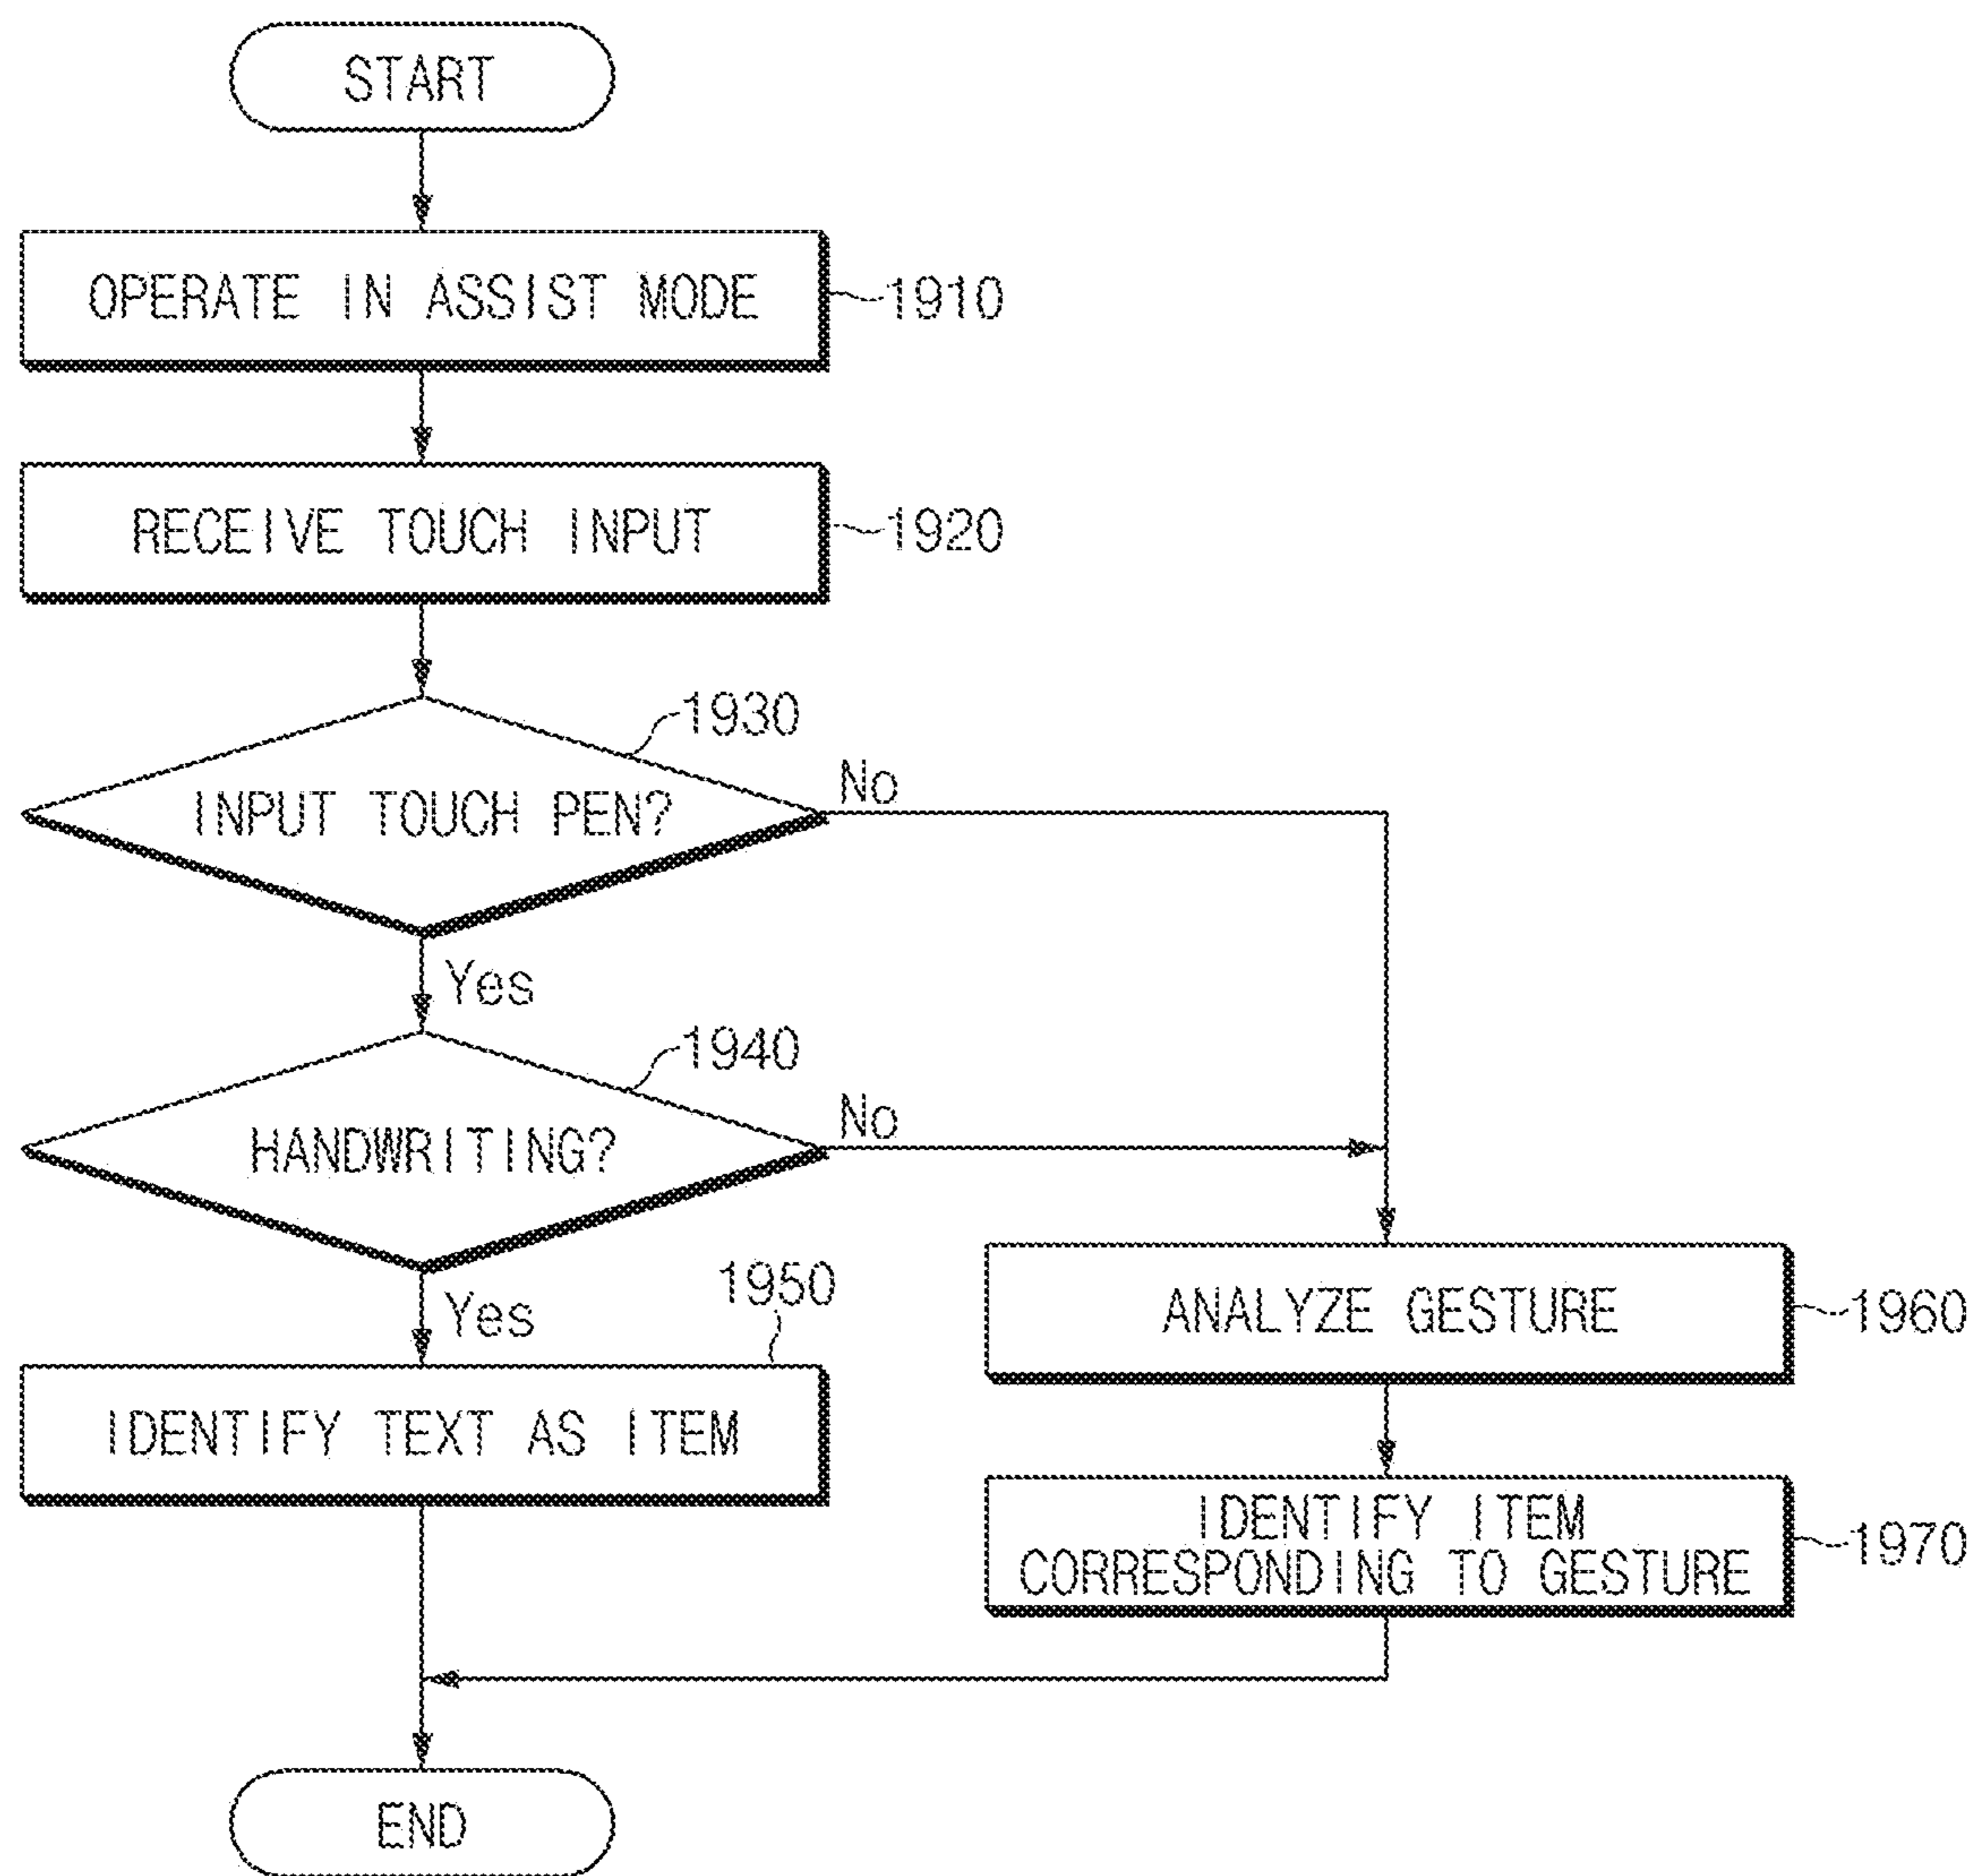 START
OPERATE IN ASSIST MODE
1910
RECEIVE TOUCH INPUT
1920
1930
INPUT TOUCH PEN?
No
Yes
1940
HANDWRITING?
No
Yes
1950
IDENTIFY TEXT AS ITEM
ANALYZE GESTURE
1960
IDENTIFY ITEM
CORRESPONDING TO GESTURE
1970
END